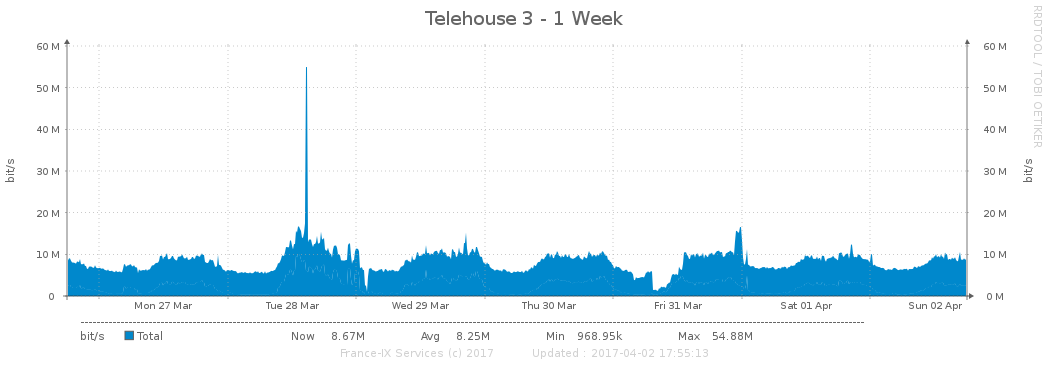 Telehouse 3 - 1 Week
RRDTOOL / TOBI OETIKER
60 M 60 M
50 M 50 M
40 M 40 M
30 M 30 M
20 M 20 M
10 M 10 M
0 0 M
bit/s bit/s
Mon 27 Mar Tue 28 Mar Wed 29 Mar Thu 30 Mar Fri 31 Mar Sat 01 Apr Sun 02 Apr
bit/s Total Now 8.67M Avg 8.25M Min 968.95k Max 54.88M
France-IX Services (c) 2017 Updated : 2017-04-02 17:55:13